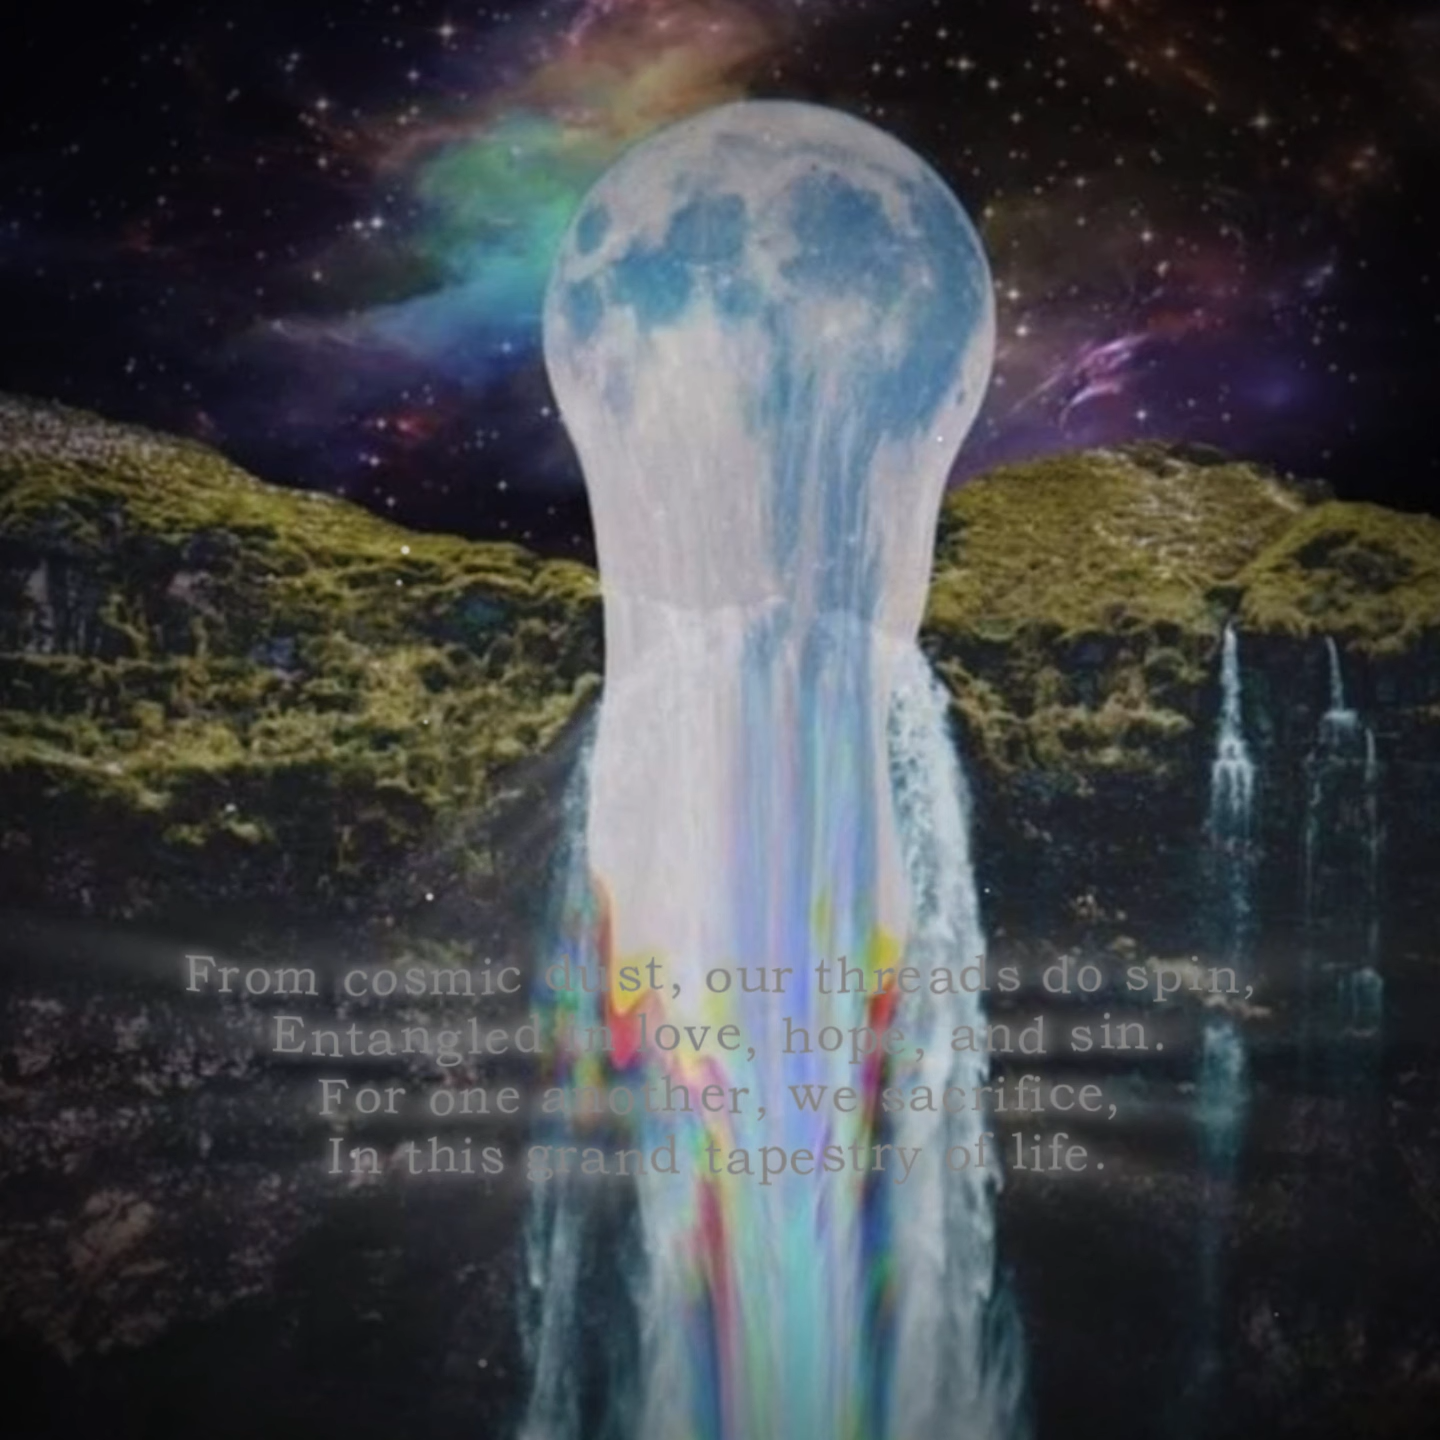 From cosmic dust, our threads do spin,
Entangled in love, hope, and sin.
For one another, we sacrifice,
In this grand tapestry of life.